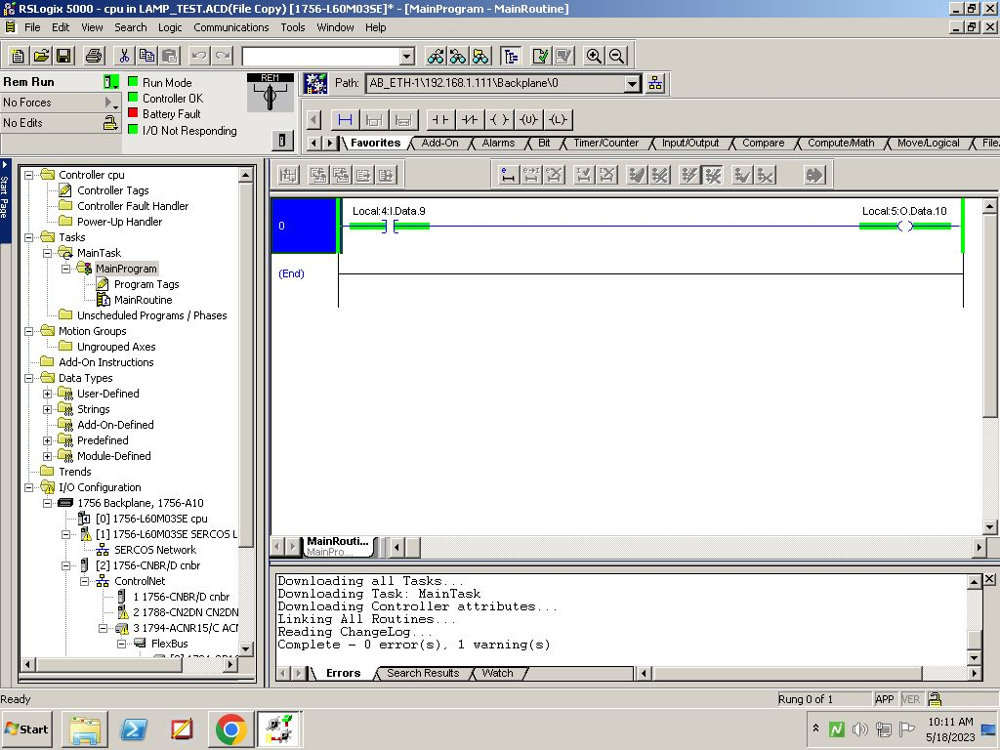 RSLogix 5000 - cpu in LAMP_TEST.ACD(File Copy) [1756-L60M03SE]* - [MainProgram - MainRoutine]
File Edit View Search Logic Communications Tools Window Help
Rem Run
No Forces
No Edits
Run Mode
Controller OK
Battery Fault
I/O Not Responding
REM
Path: AB_ETH-1\192.168.1.111\Backplane\0
Favorites Add-On Alarms Bit Timer/Counter Input/Output Compare Compute/Math Move/Logical File/
Start Page
Controller cpu
Controller Tags
Controller Fault Handler
Power-Up Handler
Tasks
MainTask
MainProgram
Program Tags
MainRoutine
Unscheduled Programs / Phases
Motion Groups
Ungrouped Axes
Add-On Instructions
Data Types
User-Defined
Strings
Add-On-Defined
Predefined
Module-Defined
Trends
I/O Configuration
1756 Backplane, 1756-A10
[0] 1756-L60M03SE cpu
[1] 1756-L60M03SE SERCOS L
SERCOS Network
[2] 1756-CNBR/D cnbr
ControlNet
1 1756-CNBR/D cnbr
2 1788-CN2DN CN2DN
3 1794-ACNR15/C ACN
FlexBus
0
Local:4:I.Data.9
Local:5:O.Data.10
(End)
MainRouti...
MainPro...
Downloading all Tasks...
Downloading Task: MainTask
Downloading Controller attributes...
Linking All Routines...
Reading ChangeLog...
Complete - 0 error(s), 1 warning(s)
Errors Search Results Watch
Ready
Rung 0 of 1
APP
VER
Start
10:11 AM
5/18/2023